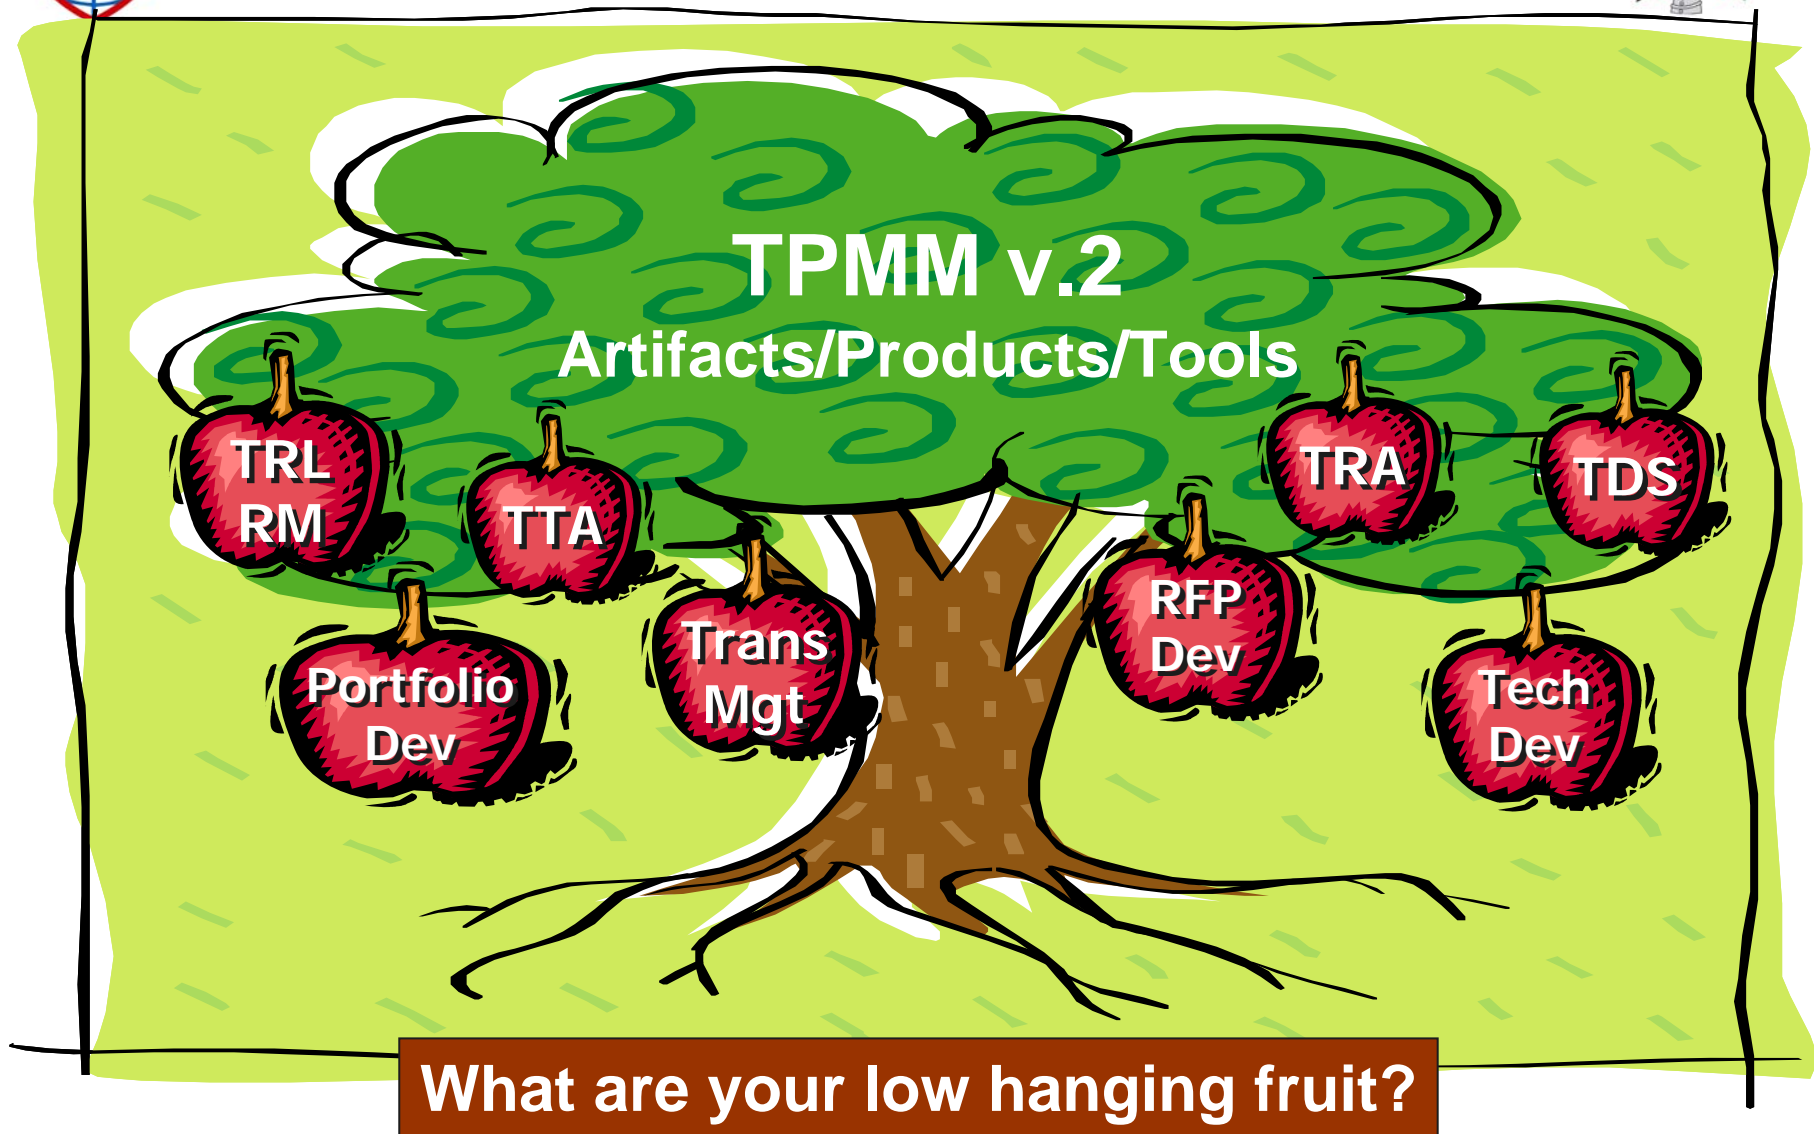 TPMM v.2
Artifacts/Products/Tools
TRL
RM
TTA
Portfolio
Dev
Trans
Mgt
RFP
Dev
TRA
TDS
Tech
Dev
What are your low hanging fruit?